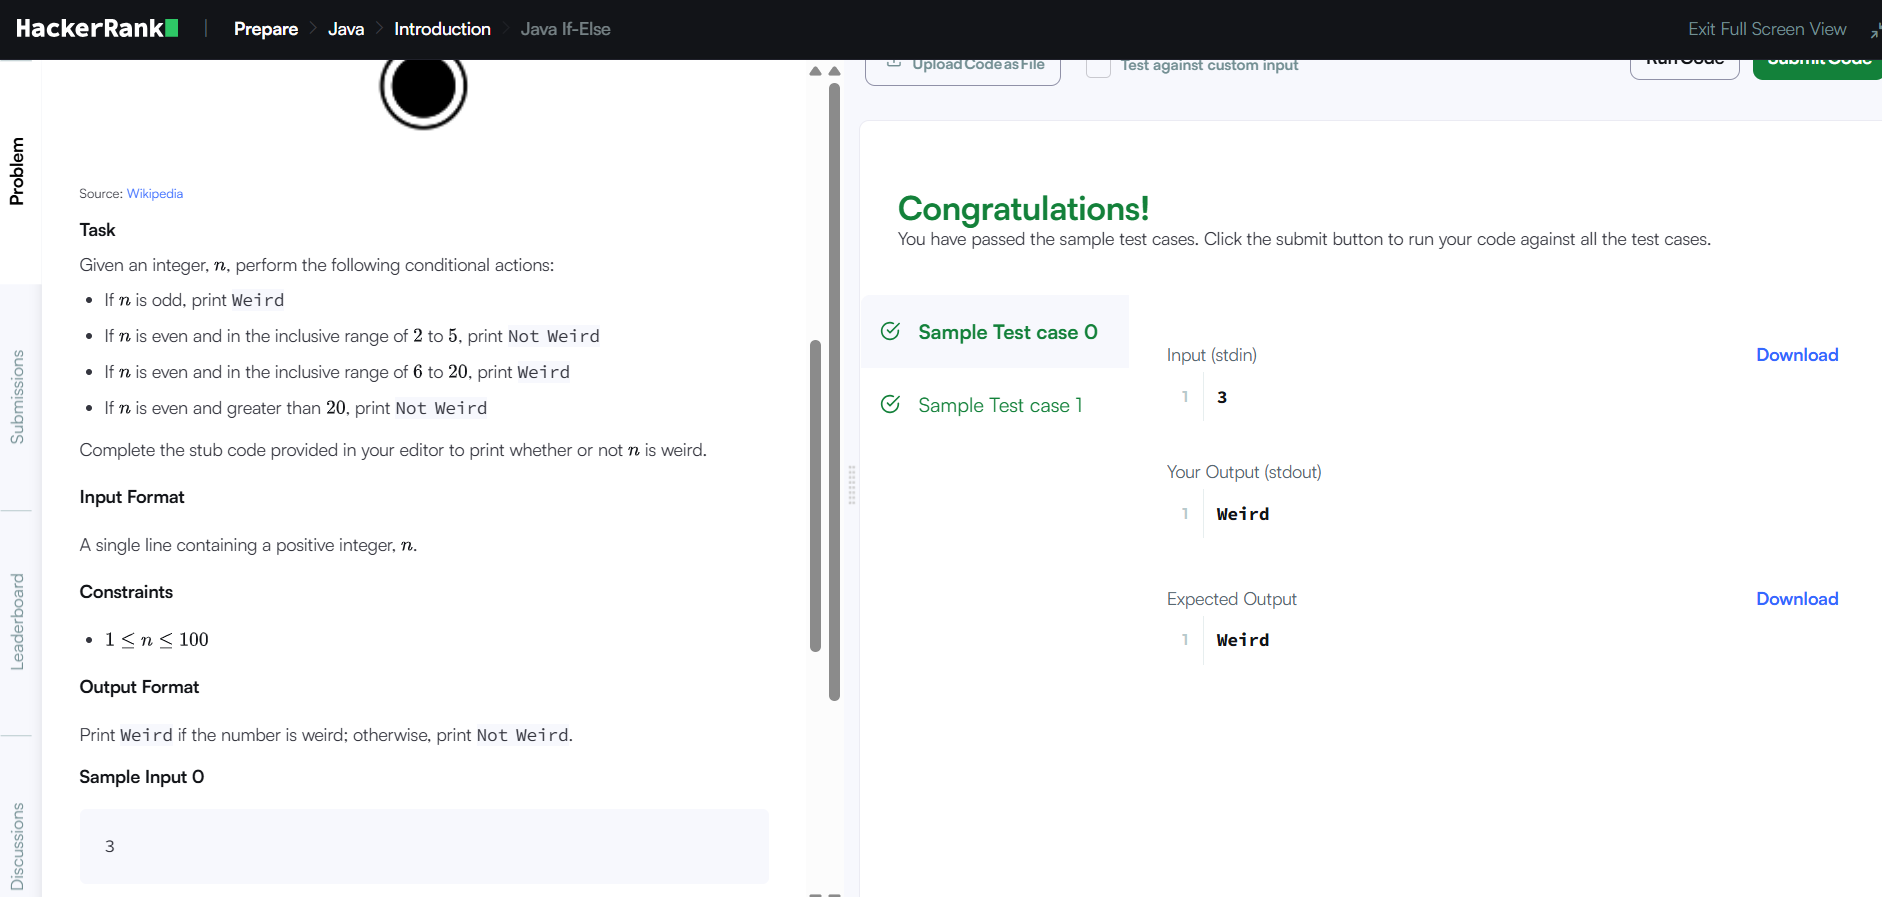 HackerRank
Prepare > Java > Introduction > Java If-Else
Exit Full Screen View
Problem
Submissions
Leaderboard
Discussions
Source: Wikipedia
Task
Given an integer, n, perform the following conditional actions:
• If n is odd, print Weird
• If n is even and in the inclusive range of 2 to 5, print Not Weird
• If n is even and in the inclusive range of 6 to 20, print Weird
• If n is even and greater than 20, print Not Weird
Complete the stub code provided in your editor to print whether or not n is weird.
Input Format
A single line containing a positive integer, n.
Constraints
• 1 ≤ n ≤ 100
Output Format
Print Weird if the number is weird; otherwise, print Not Weird.
Sample Input 0
3
Upload Code as File
Test against custom input
Run Code
Submit Code
Congratulations!
You have passed the sample test cases. Click the submit button to run your code against all the test cases.
Sample Test case 0
Sample Test case 1
Input (stdin)
Download
1 3
Your Output (stdout)
1 Weird
Expected Output
Download
1 Weird